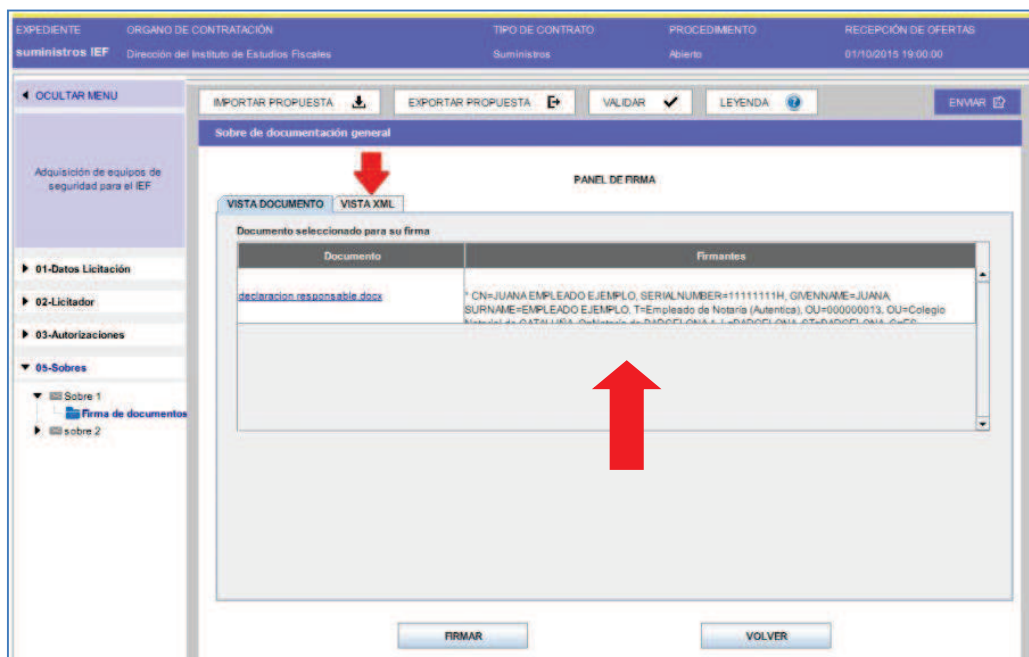 EXPEDIENTE ORGANO DE CONTRATACIÓN TIPO DE CONTRATO PROCEDIMIENTO RECEPCIÓN DE OFERTAS
suministros IEF Dirección del Instituto de Estudios Fiscales Suministros Abierto 01/10/2015 19:00:00
OCULTAR MENU
IMPORTAR PROPUESTA EXPORTAR PROPUESTA VALIDAR LEYENDA ENVIAR
Sobre de documentación general
Adquisición de equipos de
seguridad para el IEF
PANEL DE FIRMA
VISTA DOCUMENTO VISTA XML
Documento seleccionado para su firma
Documento Firmantes
declaracion responsable.docx
* CN=JUANA EMPLEADO EJEMPLO, SERIALNUMBER=11111111H, GIVENNAME=JUANA,
SURNAME=EMPLEADO EJEMPLO, T=Empleado de Notaría (Autentica), OU=000000013, OU=Colegio
01-Datos Licitación
02-Licitador
03-Autorizaciones
05-Sobres
Sobre 1
Firma de documentos
sobre 2
FIRMAR VOLVER